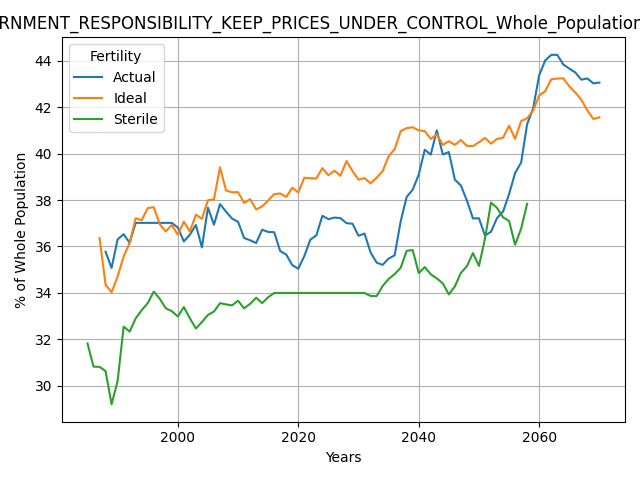 RNMENT_RESPONSIBILITY_KEEP_PRICES_UNDER_CONTROL_Whole_Population
Fertility
Actual
Ideal
Sterile
% of Whole Population
44
42
40
38
36
34
32
30
2000
2020
2040
2060
Years